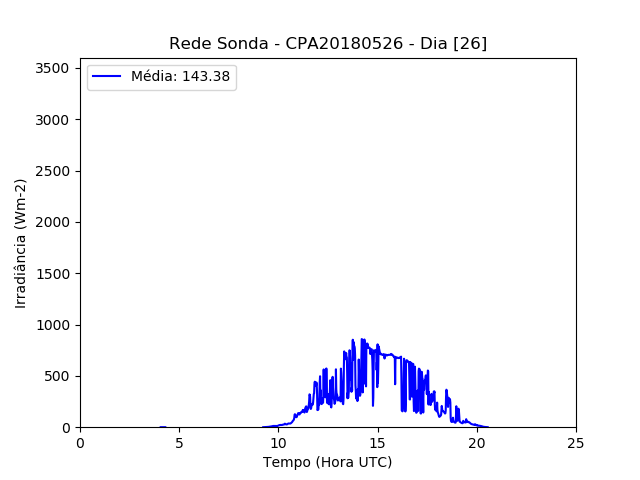 Rede Sonda - CPA20180526 - Dia [26]
Média: 143.38
3500
3000
2500
2000
1500
1000
500
0
Irradiância (Wm-2)
0 5 10 15 20 25
Tempo (Hora UTC)